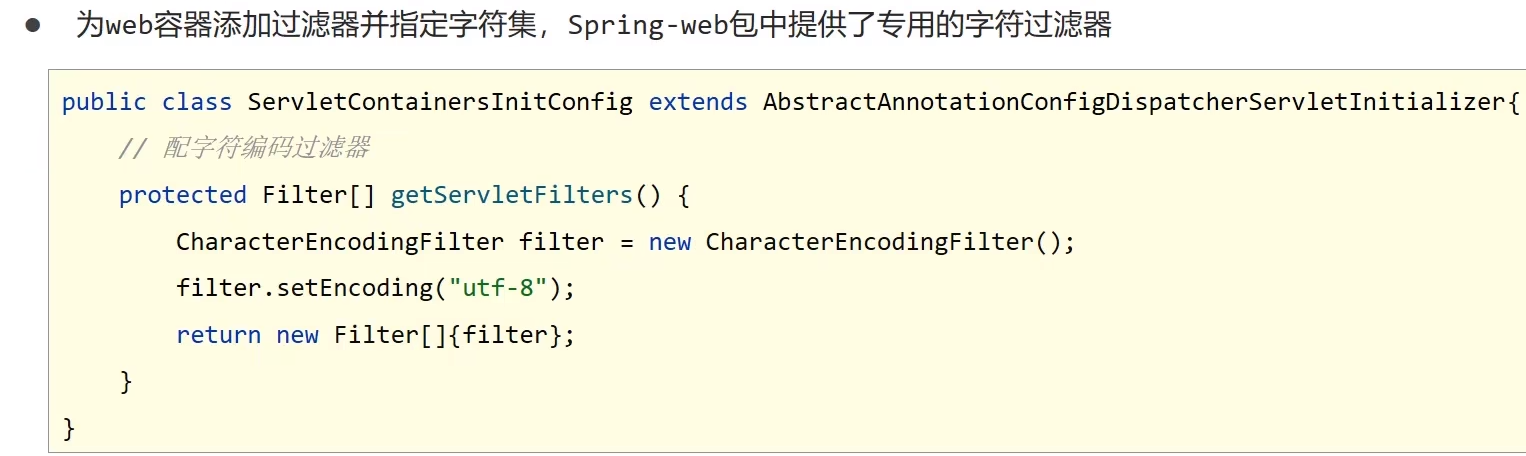 ● 为web容器添加过滤器并指定字符集，Spring-web包中提供了专用的字符过滤器
public class ServletContainersInitConfig extends AbstractAnnotationConfigDispatcherServletInitializer{
    // 配字符编码过滤器
    protected Filter[] getServletFilters() {
        CharacterEncodingFilter filter = new CharacterEncodingFilter();
        filter.setEncoding("utf-8");
        return new Filter[]{filter};
    }
}